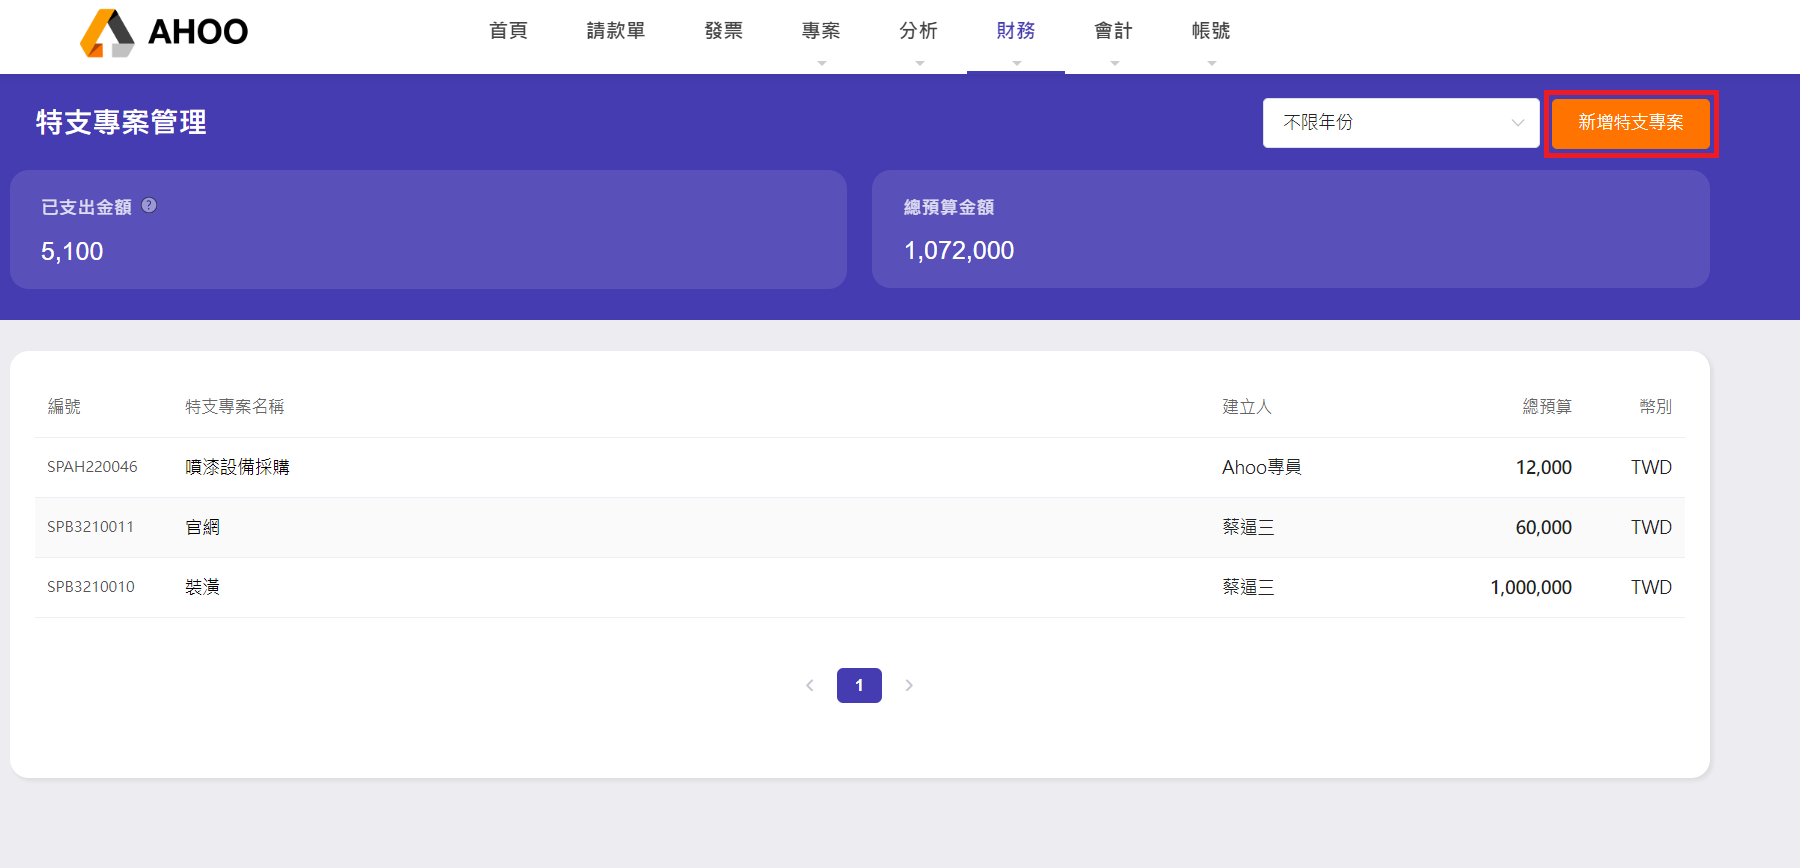 AHOO
首頁 請款單 發票 專案 分析 財務 會計 帳號
特支專案管理
不限年份
新增特支專案
已支出金額 ?
5,100
總預算金額
1,072,000
編號 特支專案名稱 建立人 總預算 幣別
SPAH220046 噴漆設備採購 Ahoo專員 12,000 TWD
SPB3210011 官網 蔡逼三 60,000 TWD
SPB3210010 裝潢 蔡逼三 1,000,000 TWD
1